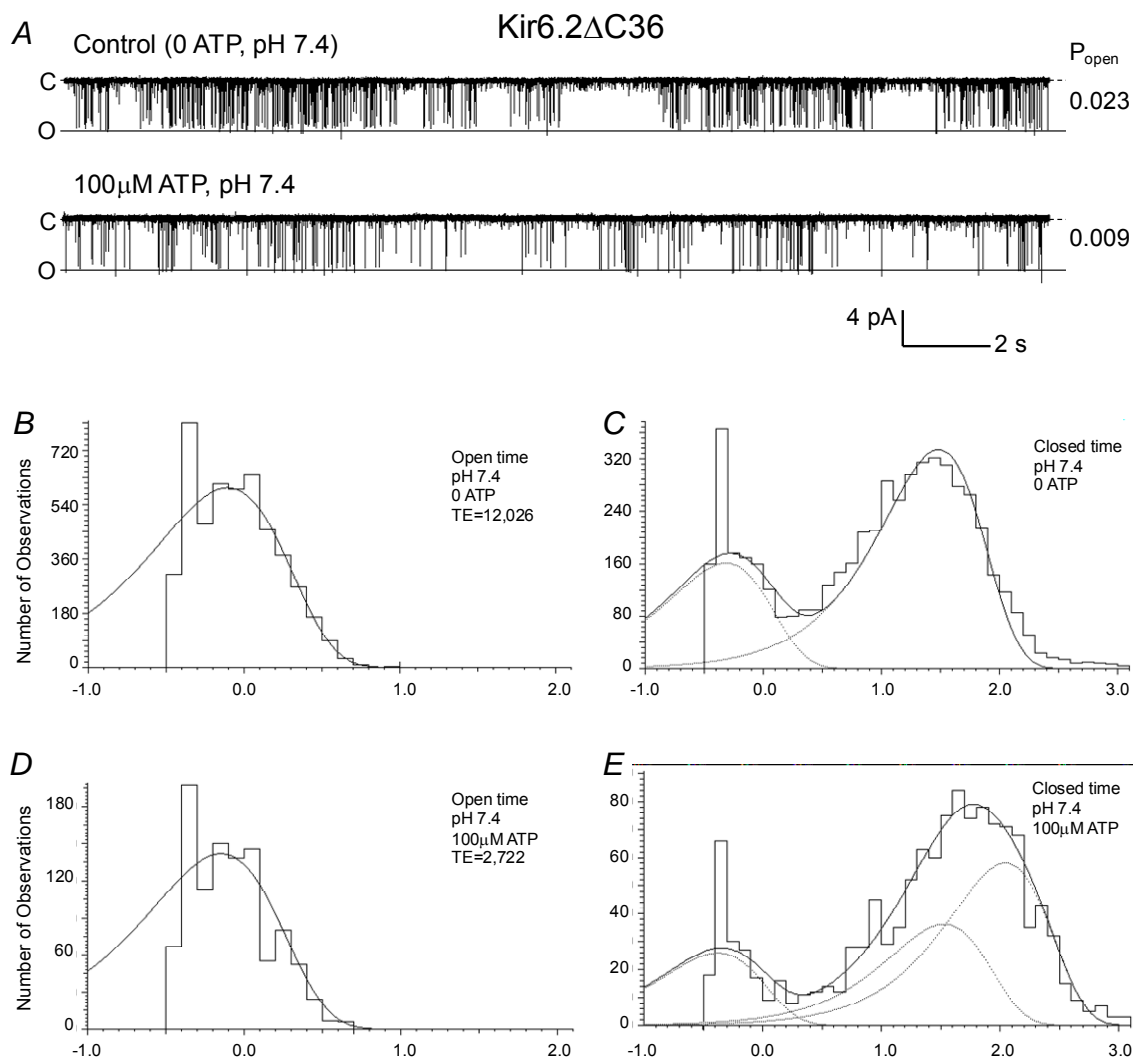 Kir6.2ΔC36
A
Control (0 ATP, pH 7.4)
Popen
C
0.023
O
100μM ATP, pH 7.4
C
0.009
O
4 pA
2 s
B
Number of Observations
720
540
360
180
0
-1.0
0.0
1.0
2.0
Open time
pH 7.4
0 ATP
TE=12,026
C
320
240
160
80
0
-1.0
0.0
1.0
2.0
3.0
Closed time
pH 7.4
0 ATP
D
Number of Observations
180
120
60
0
-1.0
0.0
1.0
2.0
Open time
pH 7.4
100μM ATP
TE=2,722
E
80
60
40
20
0
-1.0
0.0
1.0
2.0
3.0
Closed time
pH 7.4
100μM ATP